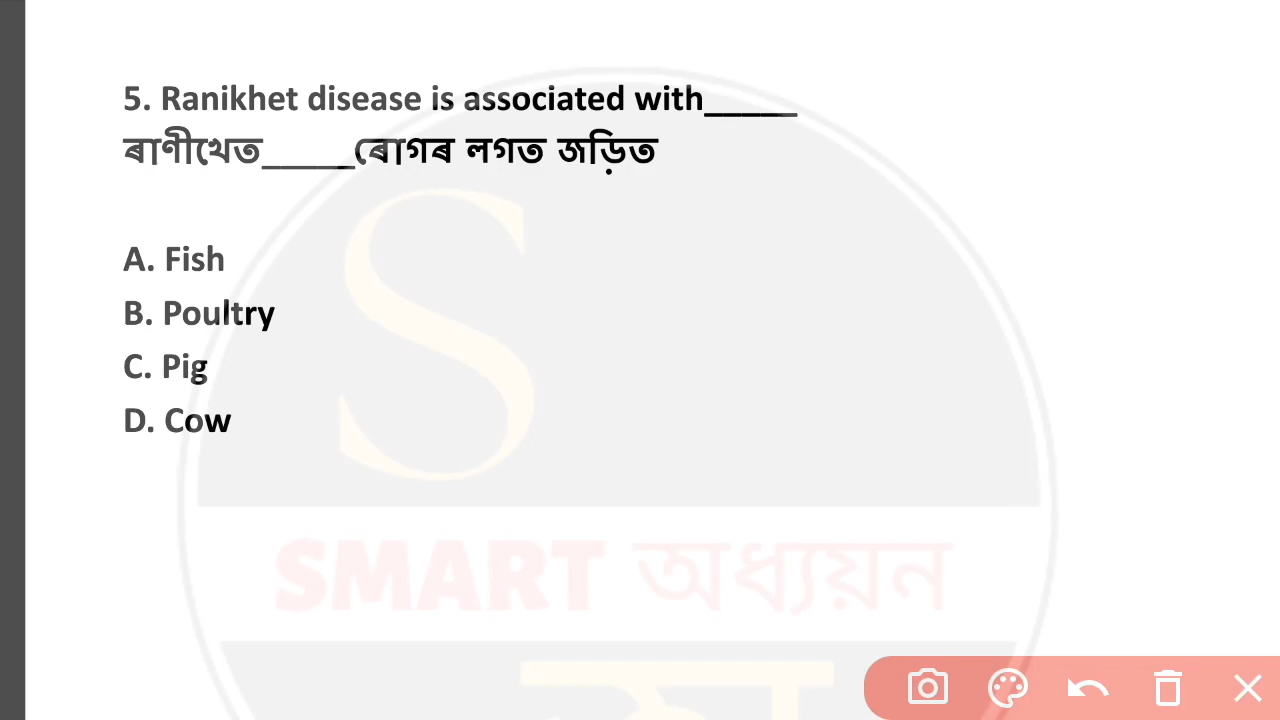 5. Ranikhet disease is associated with_____
ৰাণীখেত_____ৰোগৰ লগত জড়িত
A. Fish
B. Poultry
C. Pig
D. Cow
S
SMART অধ্যয়ন